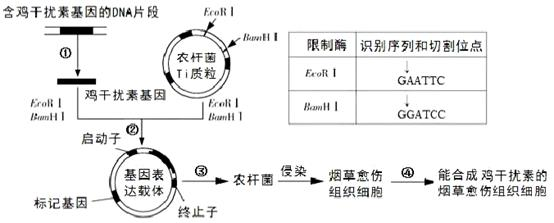 含鸡干扰素基因的DNA片段
①
EcoR I
BamH I
农杆菌
Ti质粒
鸡干扰素基因
EcoR I
BamH I
EcoR I
BamH I
②
启动子
基因表
达载体
标记基因
终止子
③
农杆菌
侵染
烟草愈伤
组织细胞
④
能合成鸡干扰素的
烟草愈伤组织细胞
限制酶 识别序列和切割位点
EcoR I ↓ GAATTC
BamH I ↓ GGATCC